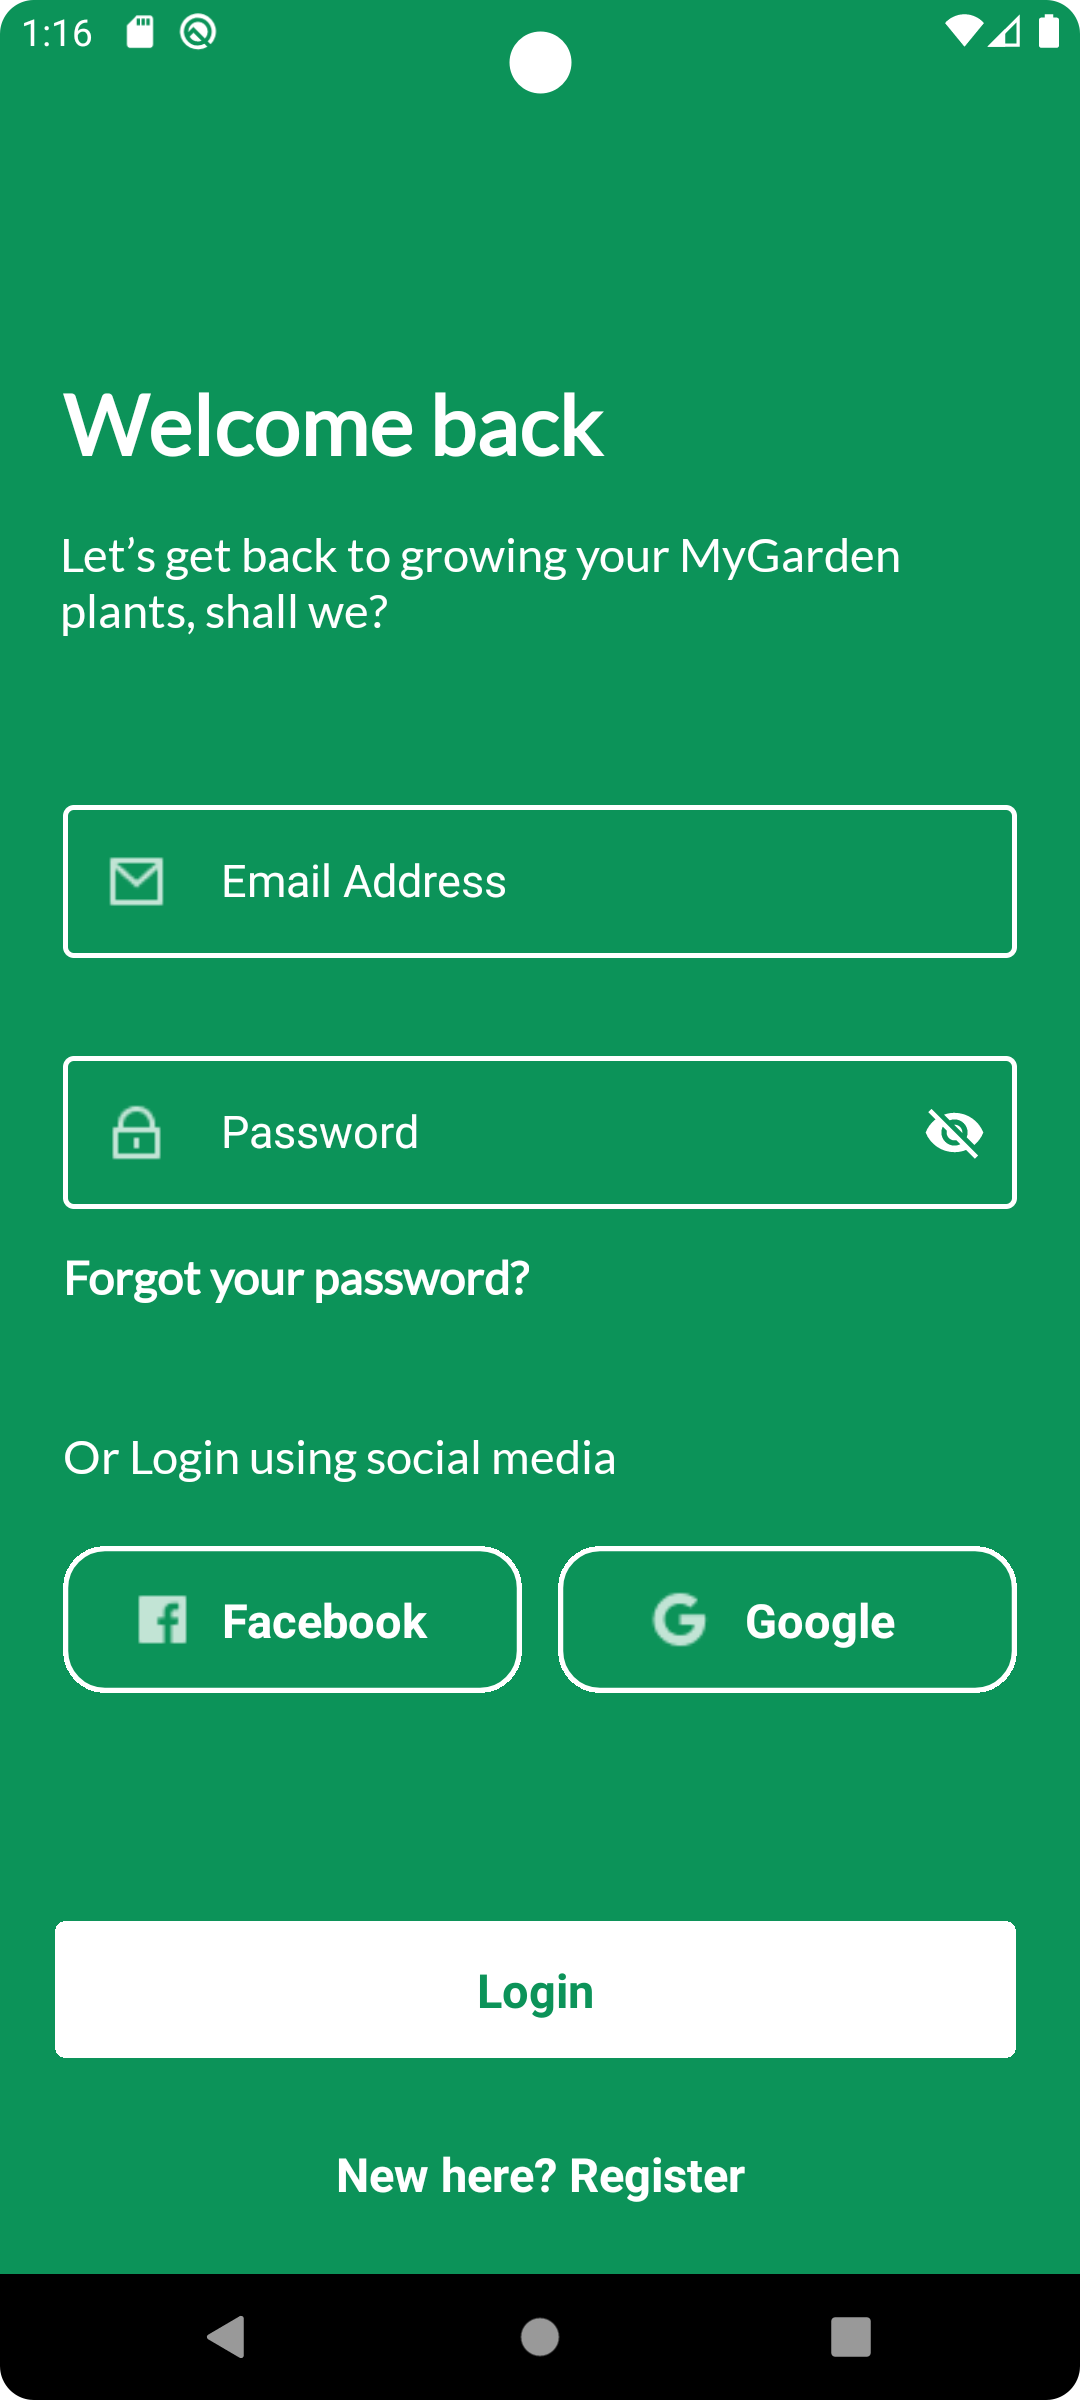 1:16
Welcome back
Let’s get back to growing your MyGarden
plants, shall we?
Email Address
Password
Forgot your password?
Or Login using social media
Facebook
Google
Login
New here? Register